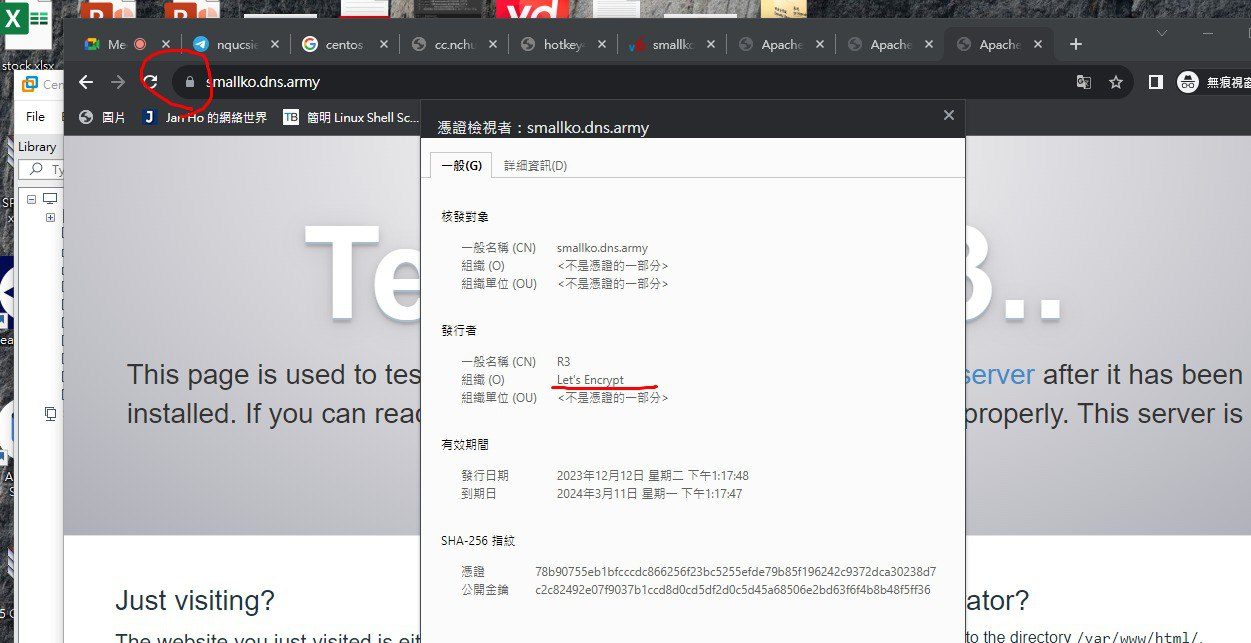 stock.xlsx
Me
nqucsie
centos
cc.nchu
hotkey
smallko
Apache
Apache
Apache
smallko.dns.army
無痕視窗
圖片
Jan Ho 的網絡世界
簡明 Linux Shell Sc...
File
Library
憑證檢視者：smallko.dns.army
一般(G)
詳細資訊(D)
核發對象
一般名稱 (CN) smallko.dns.army
組織 (O) <不是憑證的一部分>
組織單位 (OU) <不是憑證的一部分>
發行者
一般名稱 (CN) R3
組織 (O) Let's Encrypt
組織單位 (OU) <不是憑證的一部分>
有效期間
發行日期 2023年12月12日 星期二 下午1:17:48
到期日 2024年3月11日 星期一 下午1:17:47
SHA-256 指紋
憑證 78b90755eb1bfcccdc866256f23bc5255efde79b85f196242c9372dca30238d7
公開金鑰 c2c82492e07f9037b1ccd8d0cd5df2d0c5d45a68506e2bd63f6f4b8b48f5ff36
Te 3..
This page is used to tes server after it has been
installed. If you can read properly. This server is
Just visiting? ator?
The website you just visited is eit to the directory /var/www/html/.